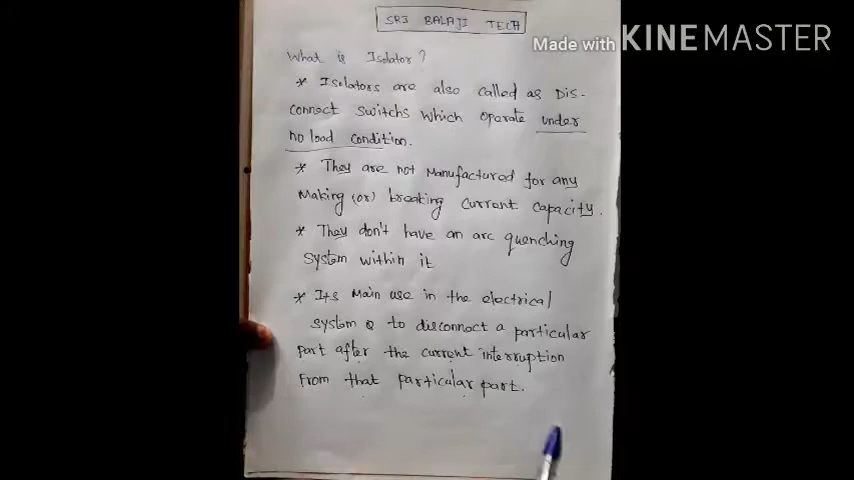 SRI BALAJI TECH
Made with KINEMASTER
What is Isolator?
* Isolators are also called as Dis-
connect switchs which oparate under
no load condition.
* They are not Manufactured for any
Making (or) breaking current capacity.
* They don't have an arc quenching
system within it
* Its Main use in the electrical
system is to disconnect a particular
part after the current interruption
From that particular part.